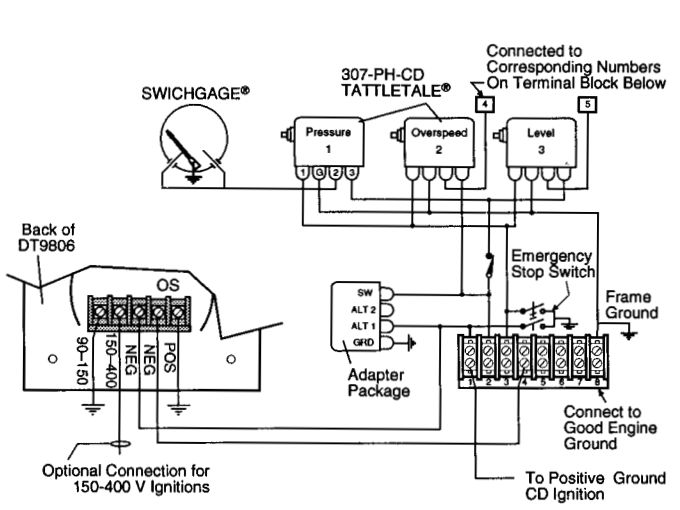 Connected to
Corresponding Numbers
On Terminal Block Below
307-PH-CD
TATTLETALE®
SWICHGAGE®
4
5
Pressure
1
Overspeed
2
Level
3
1 G 2 3
Back of
DT9806
OS
90-150
150-400
NEG
NEG
POS
SW
ALT 2
ALT 1
GRD
Adapter
Package
Emergency
Stop Switch
Frame
Ground
1 2 3 4 5 6 7 8
Connect to
Good Engine
Ground
Optional Connection for
150-400 V Ignitions
To Positive Ground
CD Ignition